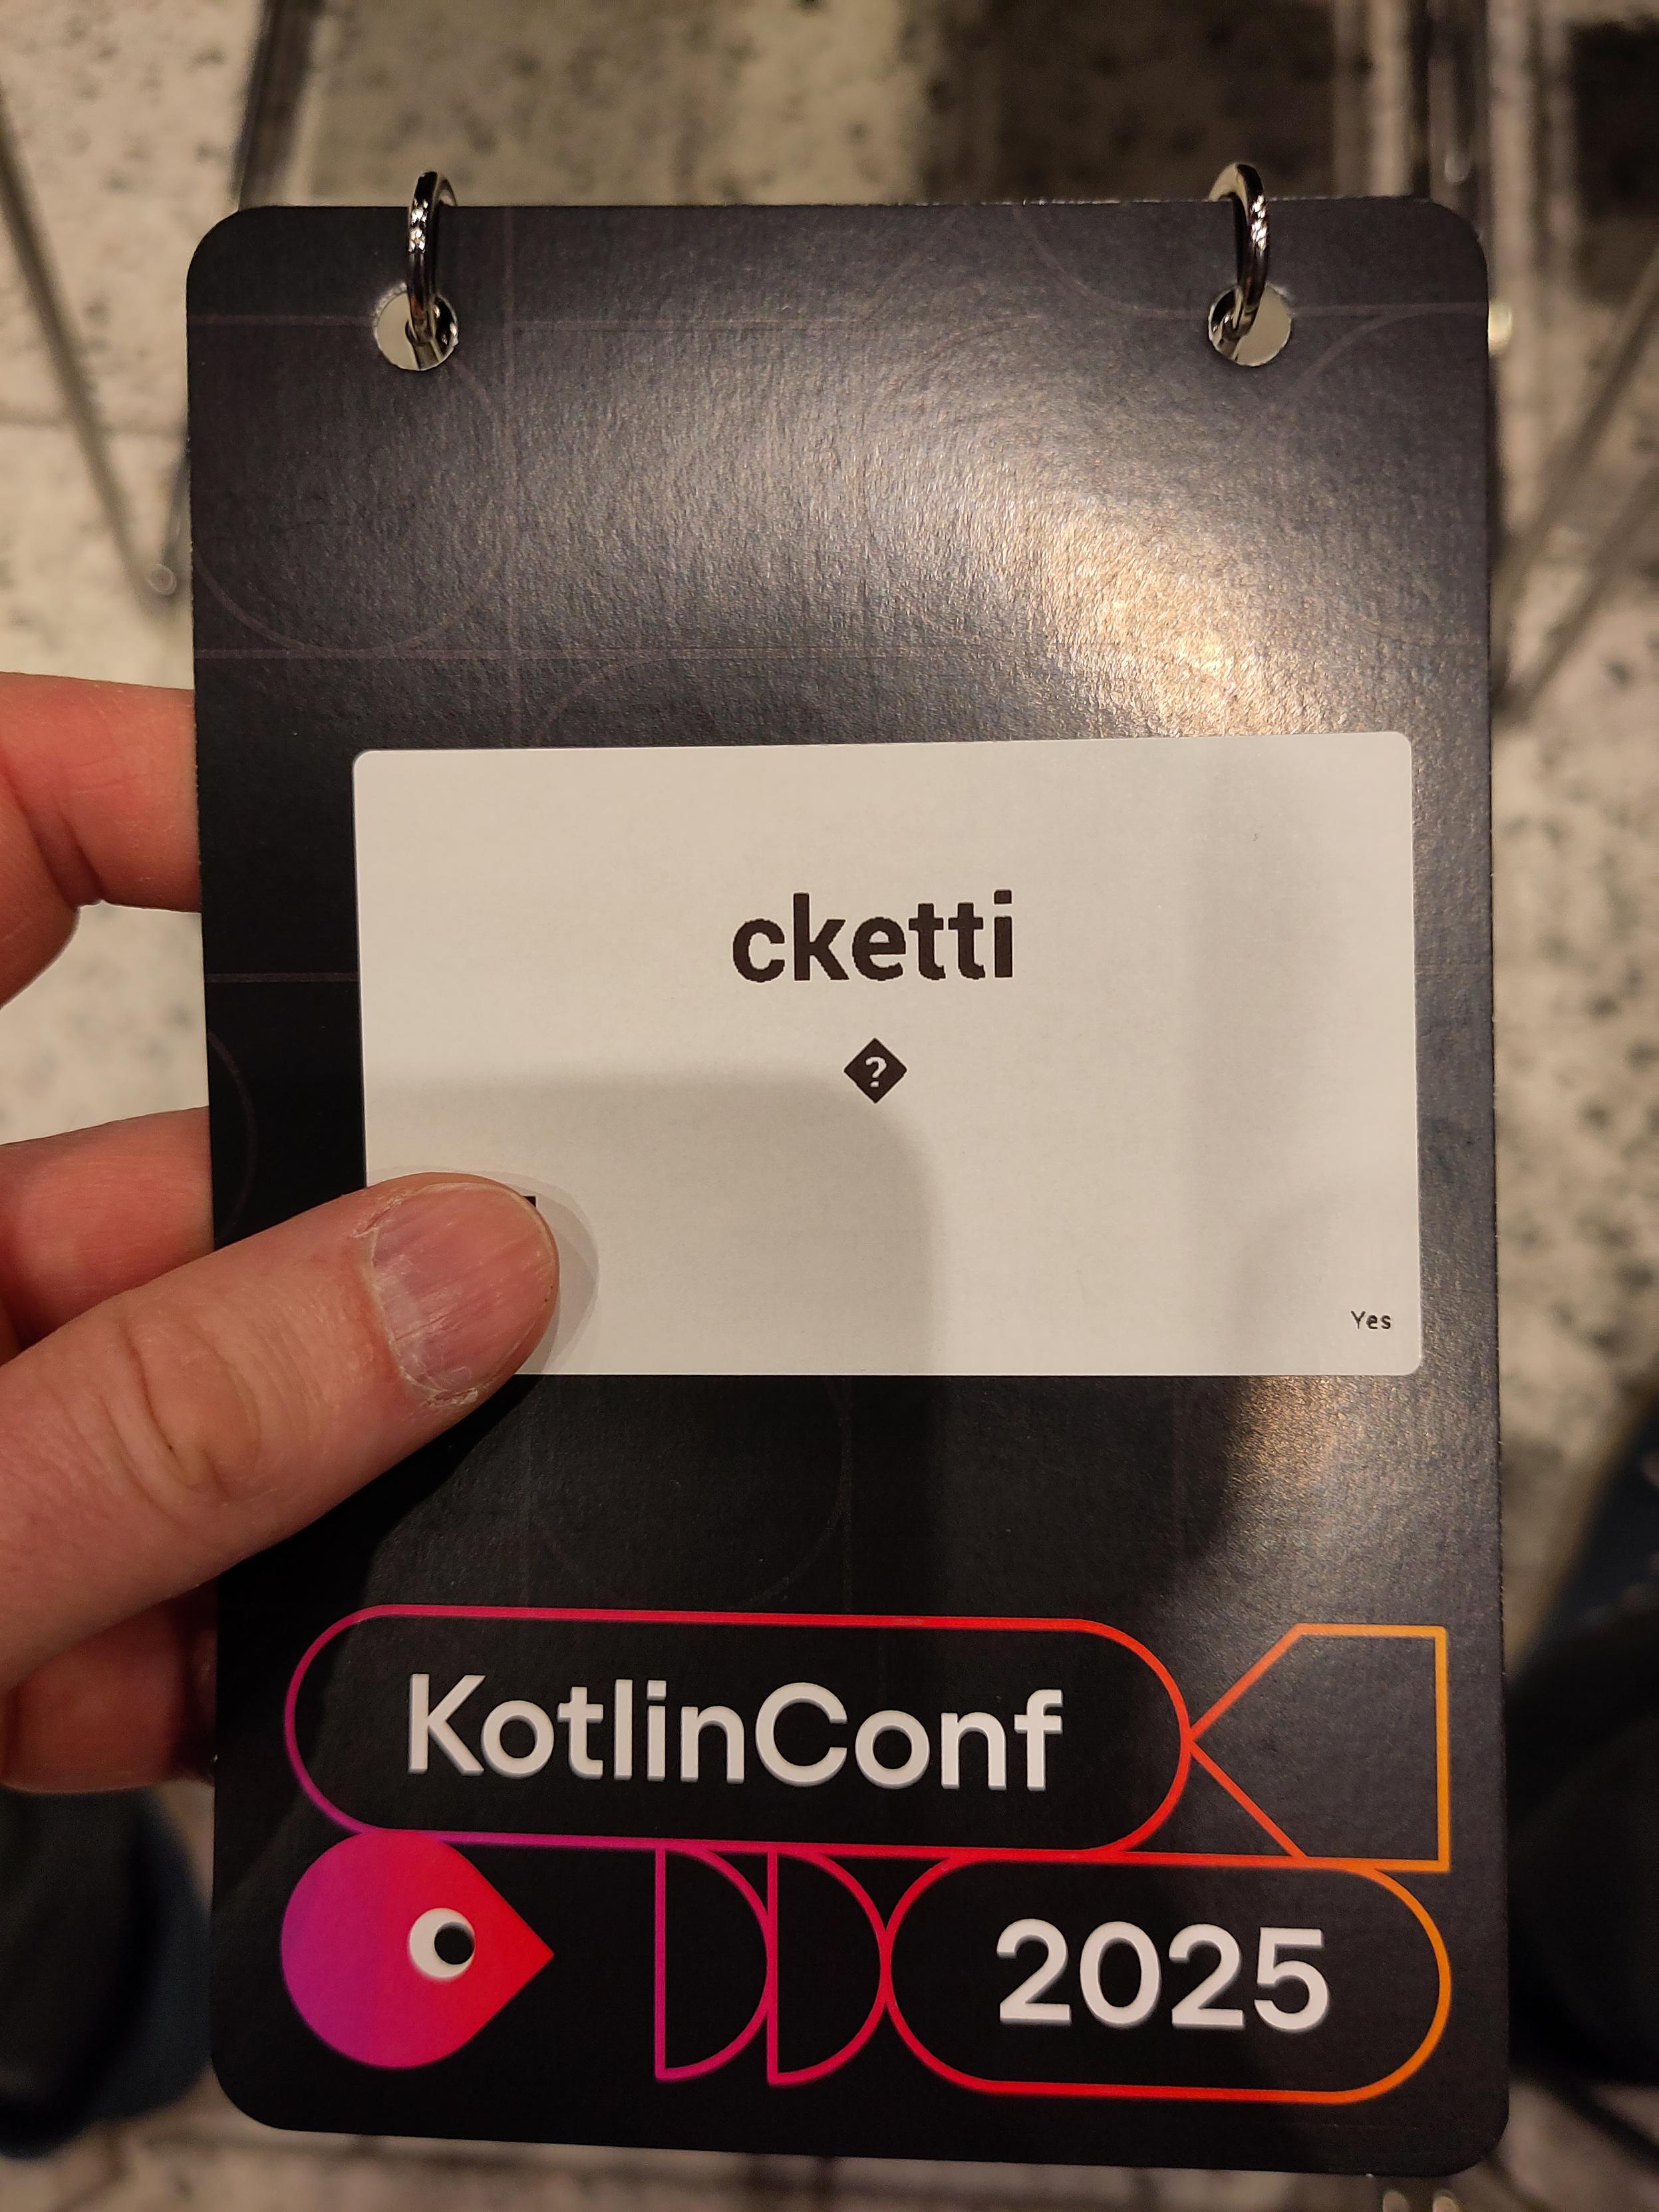 cketti
�
Yes
KotlinConf
2025